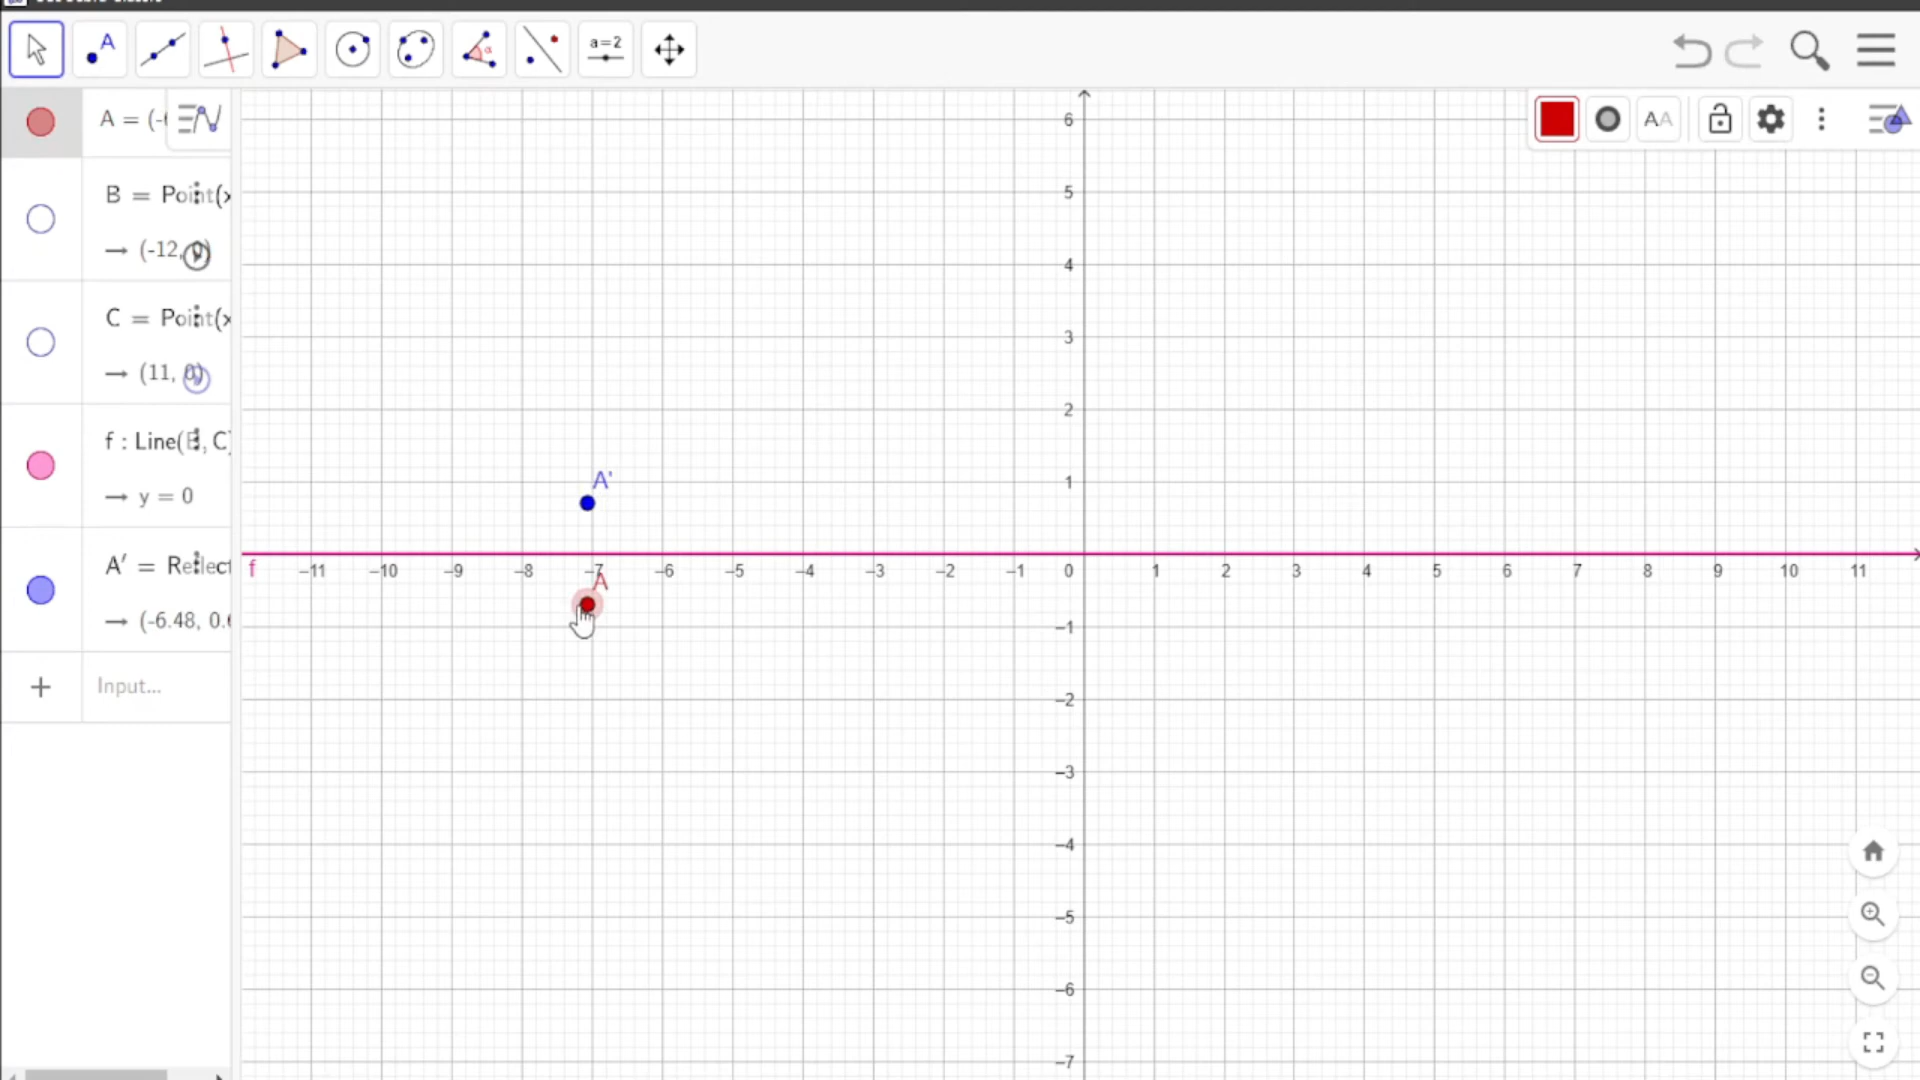 A
a=2
A = (-
B = Point(x
→ (-12, 0)
C = Point(x
→ (11, 0)
f : Line(B, C)
→ y = 0
A′ = Reflect
→ (-6.48, 0.6
+ Input...
AA
6
5
4
3
2
1
A'
f −11 −10 −9 −8 −7 −6 −5 −4 −3 −2 −1 0 1 2 3 4 5 6 7 8 9 10 11
A
−1
−2
−3
−4
−5
−6
−7